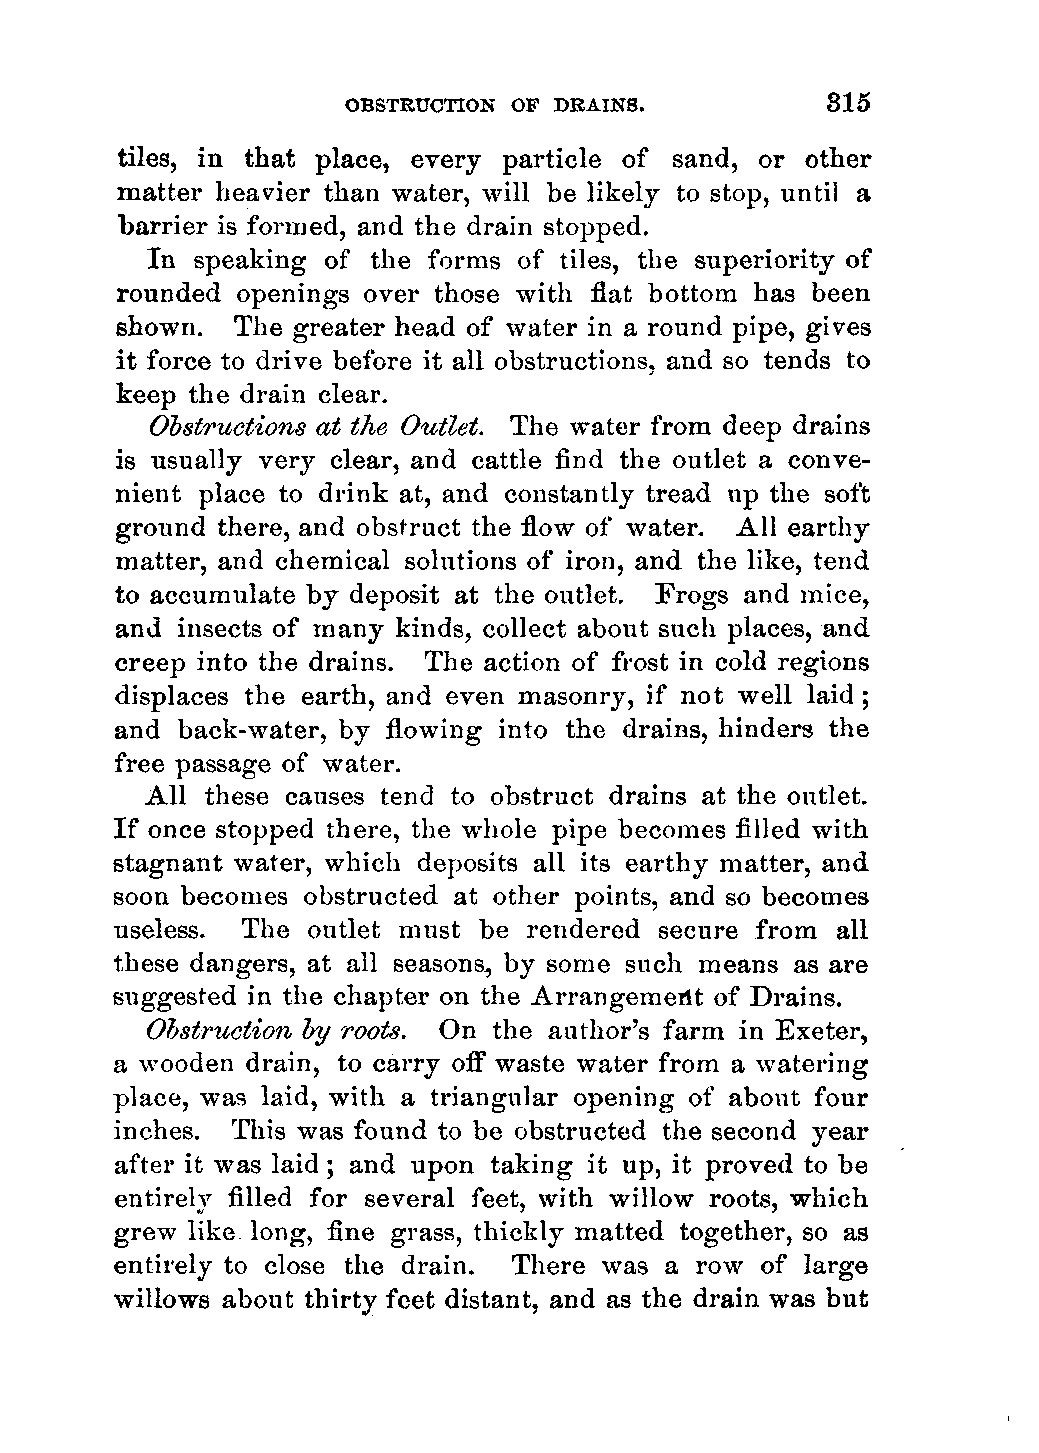 OBSTRUCTION OF DRAINS. 315
tiles, in that place, every particle of sand, or other
matter heavier than water, will be likely to stop, until a
barrier is formed, and the drain stopped.
In speaking of the forms of tiles, the superiority of
rounded openings over those with flat bottom has been
shown. The greater head of water in a round pipe, gives
it force to drive before it all obstructions, and so tends to
keep the drain clear.
Obstructions at the Outlet. The water from deep drains
is usually very clear, and cattle find the outlet a conve-
nient place to drink at, and constantly tread up the soft
ground there, and obstruct the flow of water. All earthy
matter, and chemical solutions of iron, and the like, tend
to accumulate by deposit at the outlet. Frogs and mice,
and insects of many kinds, collect about such places, and
creep into the drains. The action of frost in cold regions
displaces the earth, and even masonry, if not well laid;
and back-water, by flowing into the drains, hinders the
free passage of water.
All these causes tend to obstruct drains at the outlet.
If once stopped there, the whole pipe becomes filled with
stagnant water, which deposits all its earthy matter, and
soon becomes obstructed at other points, and so becomes
useless. The outlet must be rendered secure from all
these dangers, at all seasons, by some such means as are
suggested in the chapter on the Arrangement of Drains.
Obstruction by roots. On the author's farm in Exeter,
a wooden drain, to carry off waste water from a watering
place, was laid, with a triangular opening of about four
inches. This was found to be obstructed the second year
after it was laid; and upon taking it up, it proved to be
entirely filled for several feet, with willow roots, which
grew like long, fine grass, thickly matted together, so as
entirely to close the drain. There was a row of large
willows about thirty feet distant, and as the drain was but